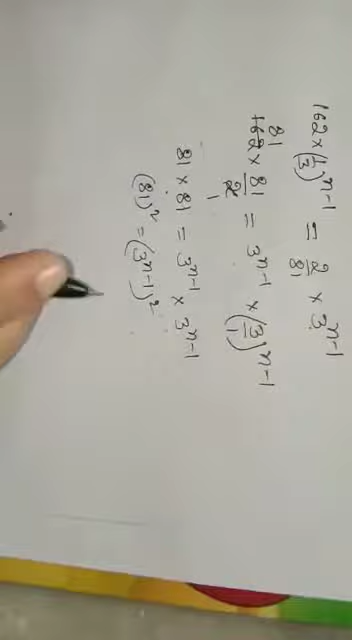 162 × (1/3)^n-1 = 2/81 × 3^n-1
81
162 × 81/2 = 3^n-1 × (3/1)^n-1
1
81 × 81 = 3^n-1 × 3^n-1
(81)^2 = (3^n-1)^2